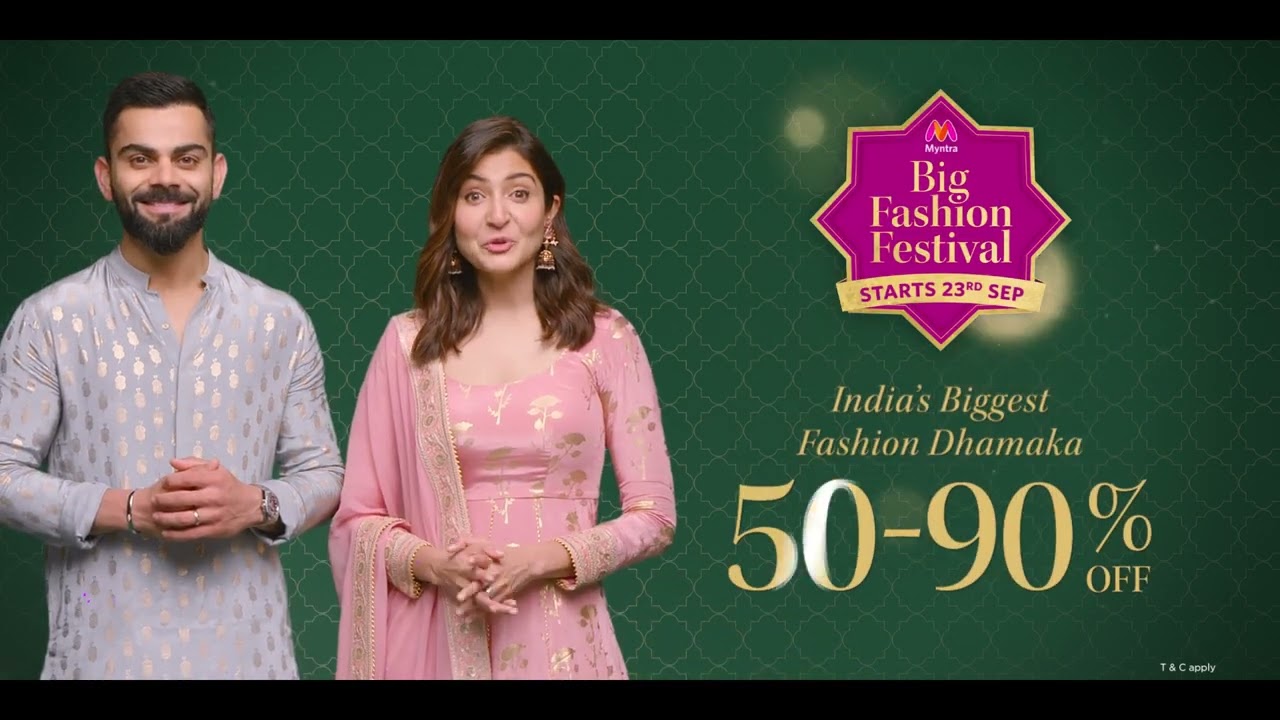 Myntra
Big
Fashion
Festival
STARTS 23RD SEP
India's Biggest
Fashion Dhamaka
50-90%
OFF
T & C apply